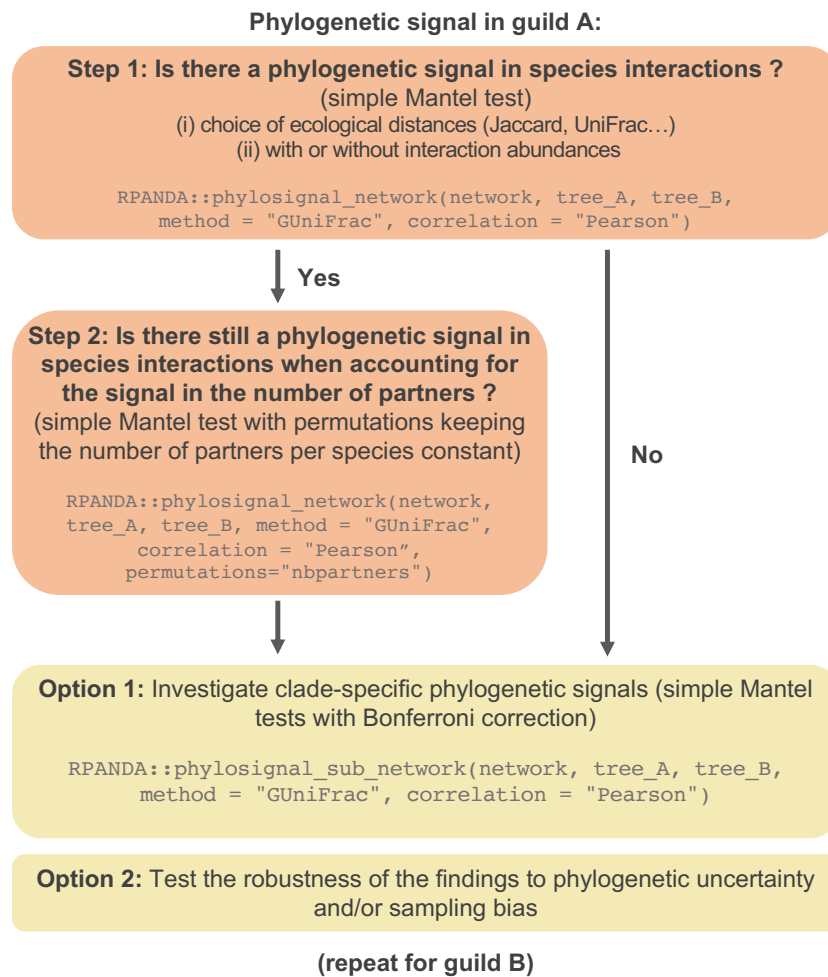 Phylogenetic signal in guild A:
Step 1: Is there a phylogenetic signal in species interactions ?
(simple Mantel test)
(i) choice of ecological distances (Jaccard, UniFrac…)
(ii) with or without interaction abundances
RPANDA::phylosignal_network(network, tree_A, tree_B,
method = "GUniFrac", correlation = "Pearson")
Yes
Step 2: Is there still a phylogenetic signal in
species interactions when accounting for
the signal in the number of partners ?
(simple Mantel test with permutations keeping
the number of partners per species constant)
RPANDA::phylosignal_network(network,
tree_A, tree_B, method = "GUniFrac",
correlation = "Pearson”,
permutations="nbpartners")
No
Option 1: Investigate clade-specific phylogenetic signals (simple Mantel
tests with Bonferroni correction)
RPANDA::phylosignal_sub_network(network, tree_A, tree_B,
method = "GUniFrac", correlation = "Pearson")
Option 2: Test the robustness of the findings to phylogenetic uncertainty
and/or sampling bias
(repeat for guild B)